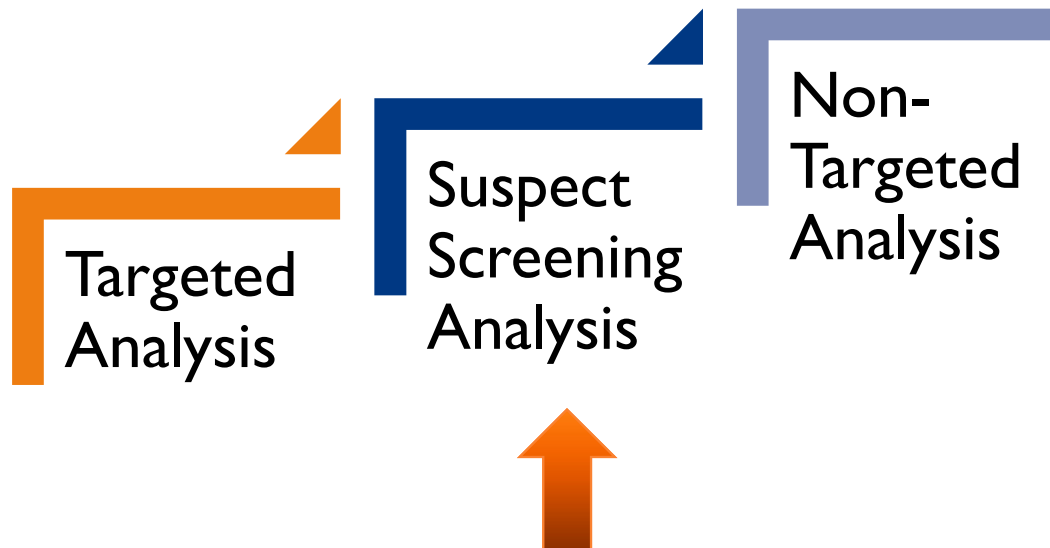 Targeted
Analysis
Suspect
Screening
Analysis
Non-
Targeted
Analysis